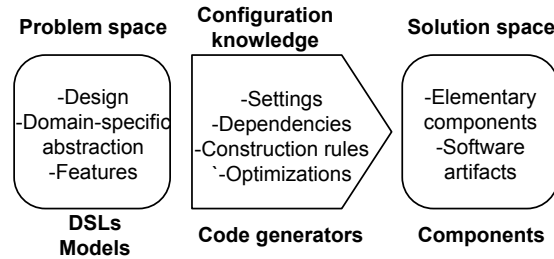 Problem space
-Design
-Domain-specific
abstraction
-Features
DSLs
Models
Configuration
knowledge
-Settings
-Dependencies
-Construction rules
`-Optimizations
Code generators
Solution space
-Elementary
components
-Software
artifacts
Components